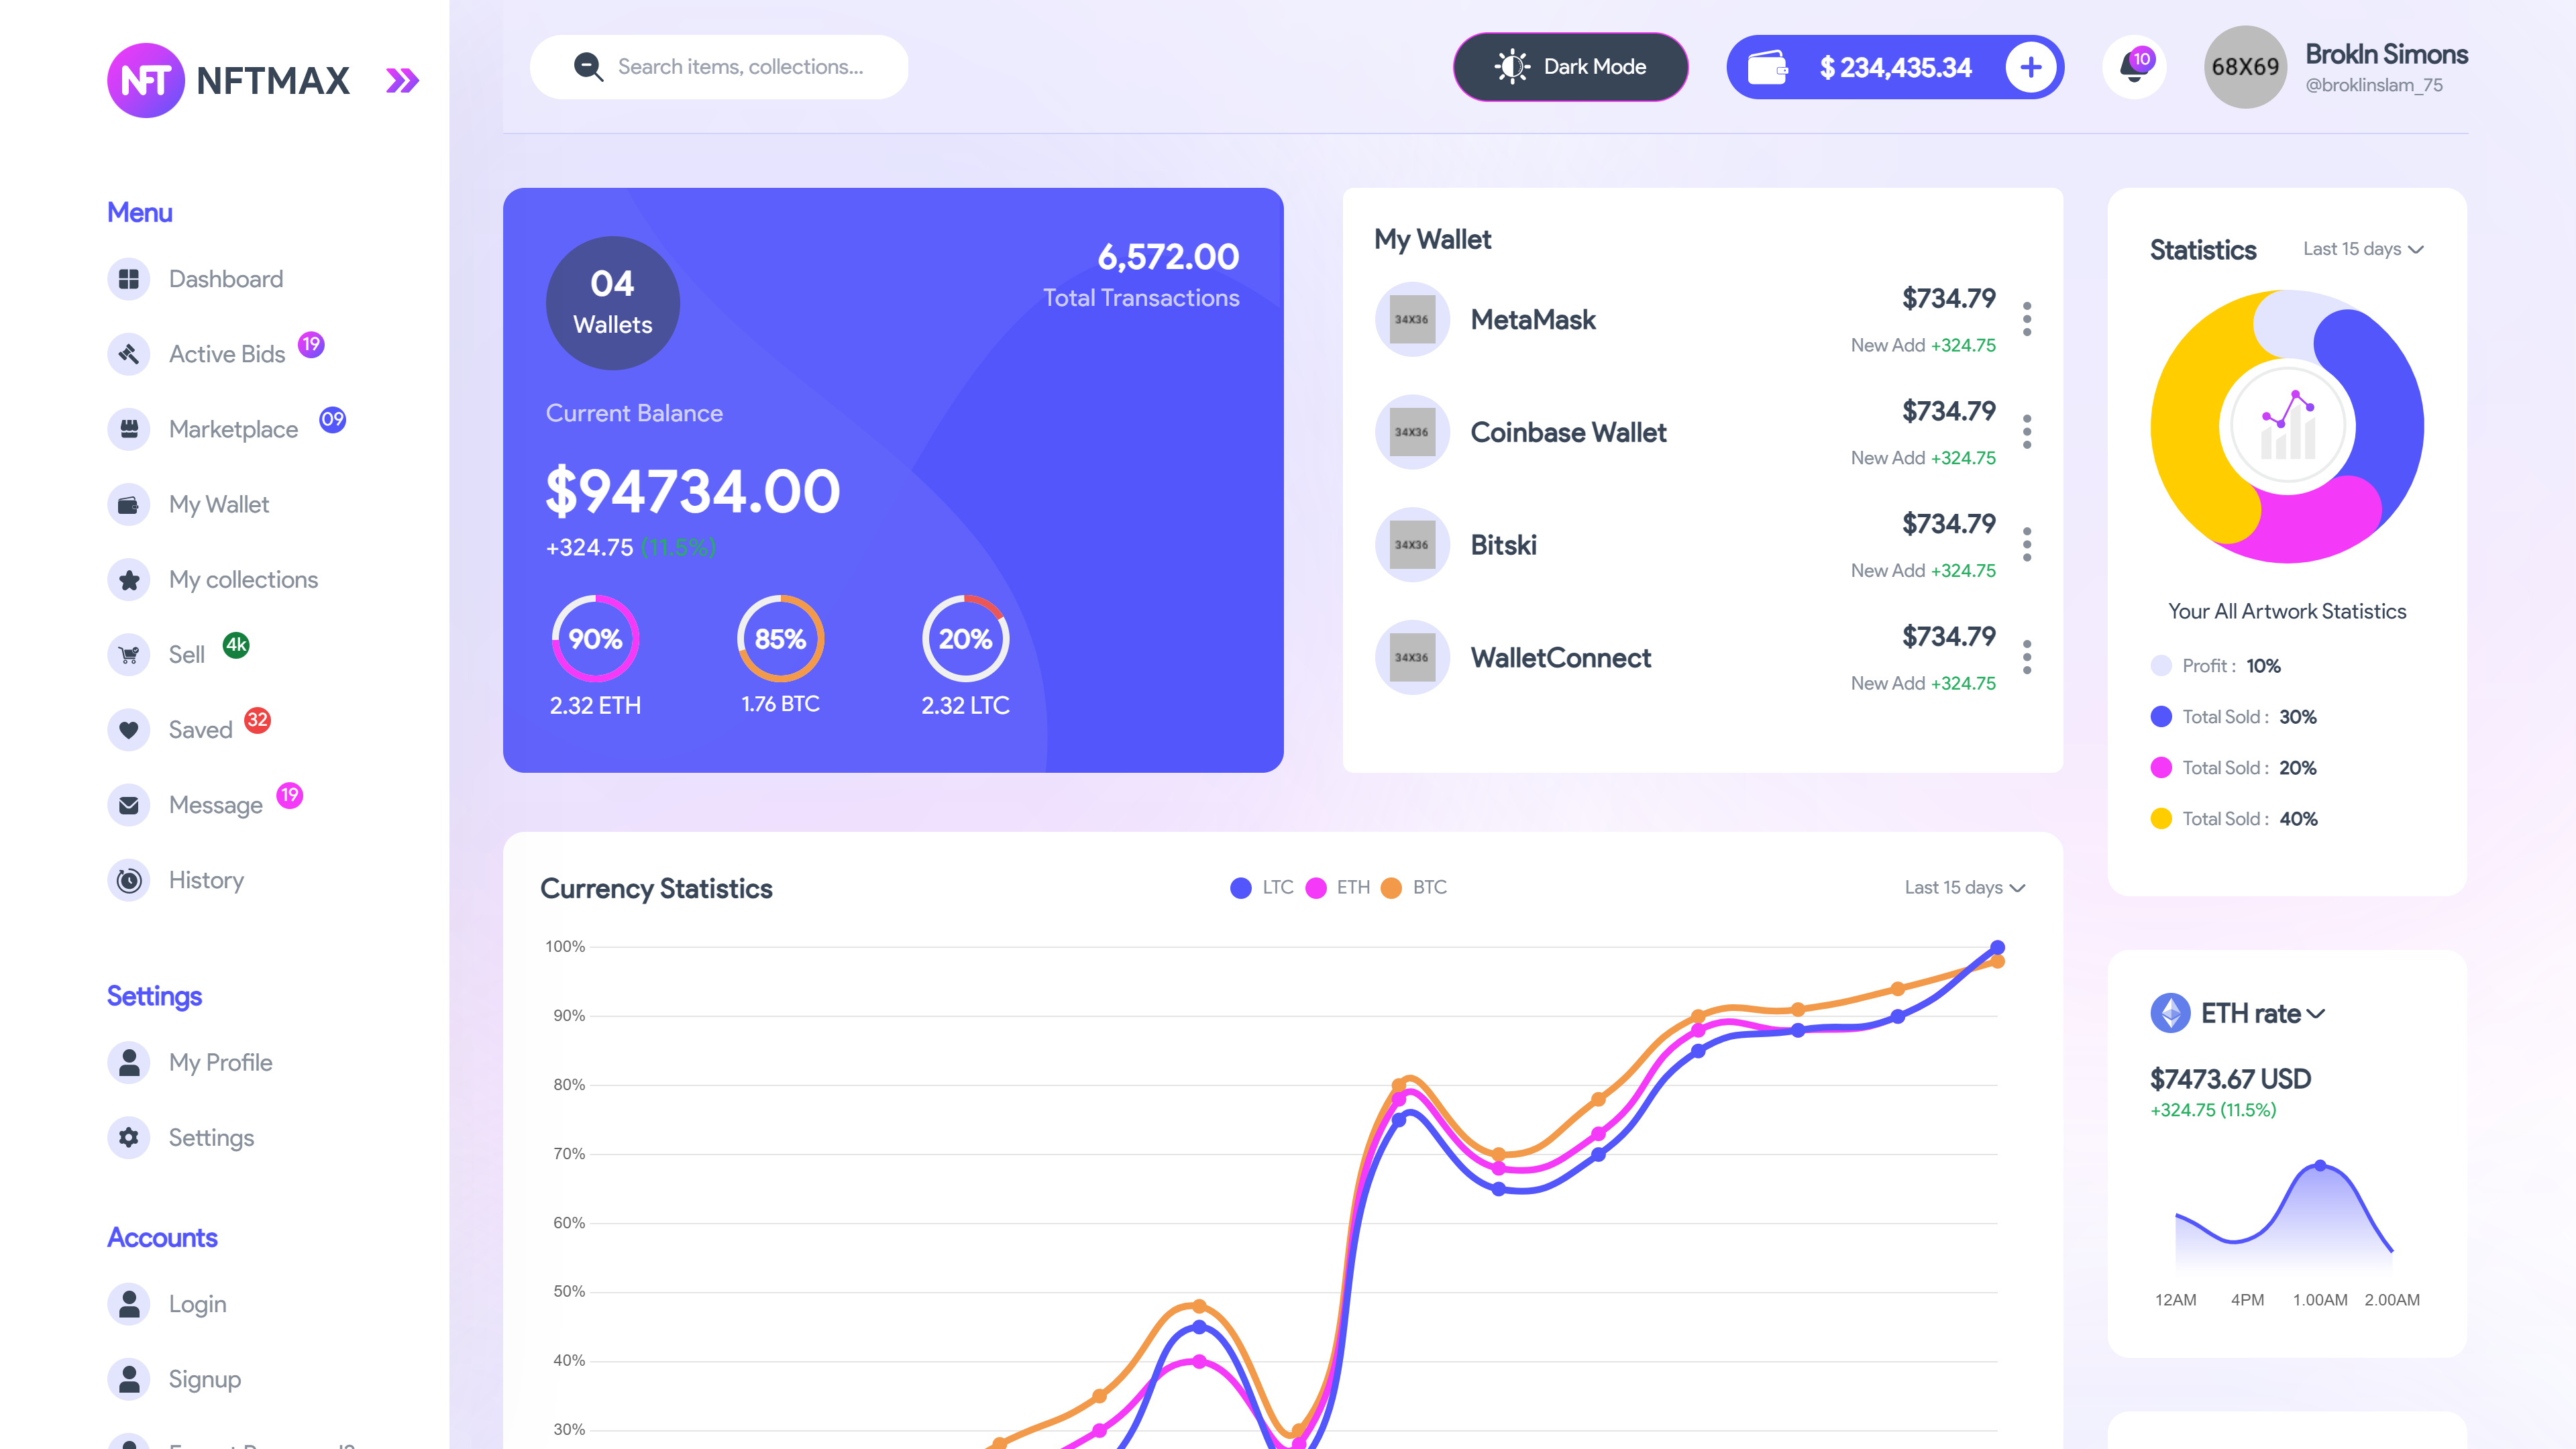 NFTMAX
Menu
Dashboard
Active Bids 19
Marketplace 09
My Wallet
My collections
Sell 4k
Saved 32
Message 19
History
Settings
My Profile
Settings
Accounts
Login
Signup
Search items, collections...
Dark Mode
$ 234,435.34
10
68X69
Brokln Simons
@broklinslam_75
04
Wallets
6,572.00
Total Transactions
Current Balance
$94734.00
+324.75 (11.5%)
90%
2.32 ETH
85%
1.76 BTC
20%
2.32 LTC
My Wallet
34X36
MetaMask
$734.79
New Add +324.75
34X36
Coinbase Wallet
$734.79
New Add +324.75
34X36
Bitski
$734.79
New Add +324.75
34X36
WalletConnect
$734.79
New Add +324.75
Statistics
Last 15 days
Your All Artwork Statistics
Profit : 10%
Total Sold : 30%
Total Sold : 20%
Total Sold : 40%
Currency Statistics
LTC ETH BTC
Last 15 days
100%
90%
80%
70%
60%
50%
40%
30%
ETH rate
$7473.67 USD
+324.75 (11.5%)
12AM 4PM 1.00AM 2.00AM